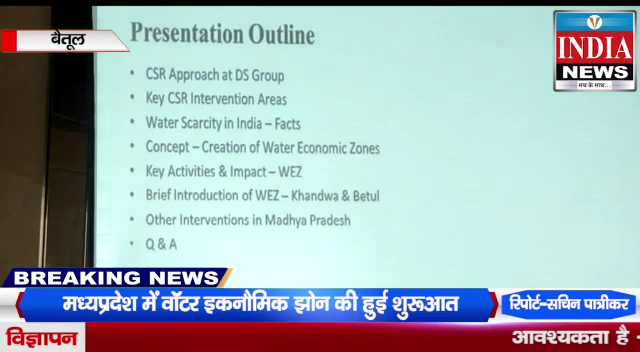 बैतूल
INDIA
NEWS
सच के साथ...
Presentation Outline
• CSR Approach at DS Group
• Key CSR Intervention Areas
• Water Scarcity in India – Facts
• Concept – Creation of Water Economic Zones
• Key Activities & Impact – WEZ
• Brief Introduction of WEZ – Khandwa & Betul
• Other Interventions in Madhya Pradesh
• Q & A
BREAKING NEWS
मध्यप्रदेश में वॉटर इकनौमिक झोन की हुई शुरूआत
रिपोर्ट-सचिन पात्रीकर
विज्ञापन
आवश्यकता है -